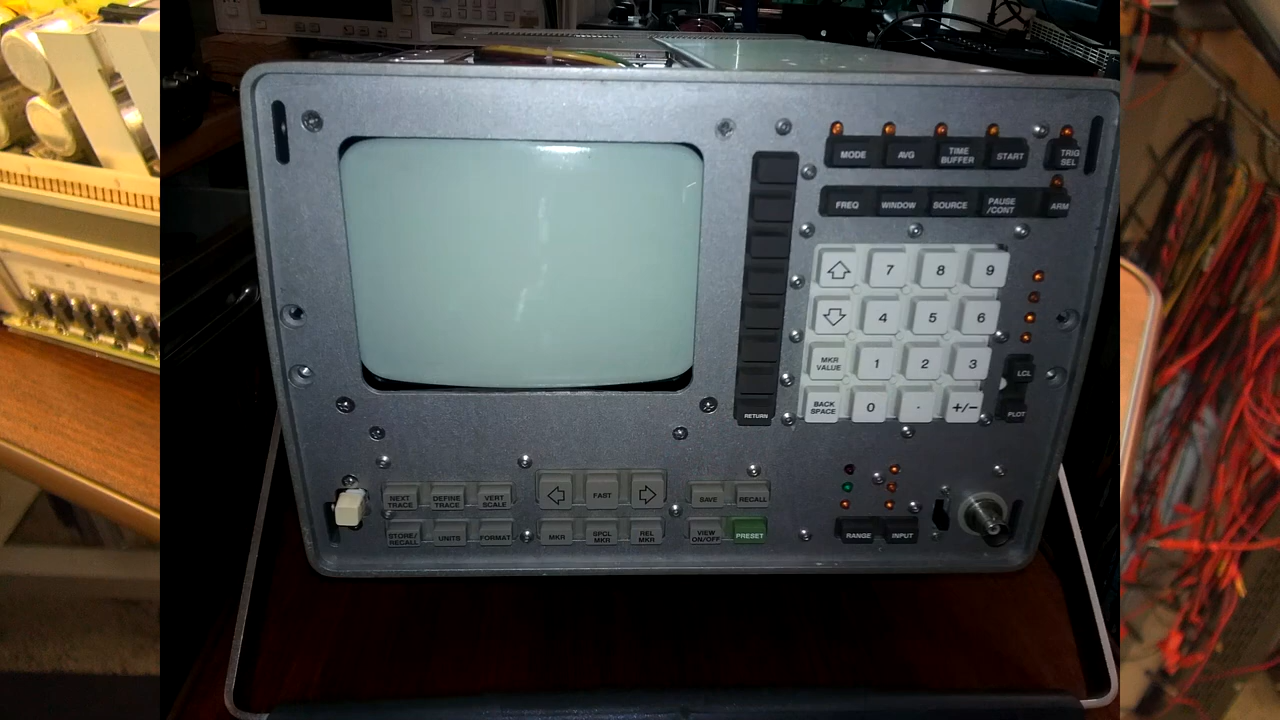 MODE AVG TIME BUFFER START TRIG SEL
FREQ WINDOW SOURCE PAUSE /CONT ARM
7 8 9
4 5 6
MKR VALUE 1 2 3 LCL
BACK SPACE 0 . +/− PLOT
RETURN
NEXT TRACE DEFINE TRACE VERT SCALE FAST SAVE RECALL
STORE/ RECALL UNITS FORMAT MKR SPCL MKR REL MKR VIEW ON/OFF PRESET RANGE INPUT